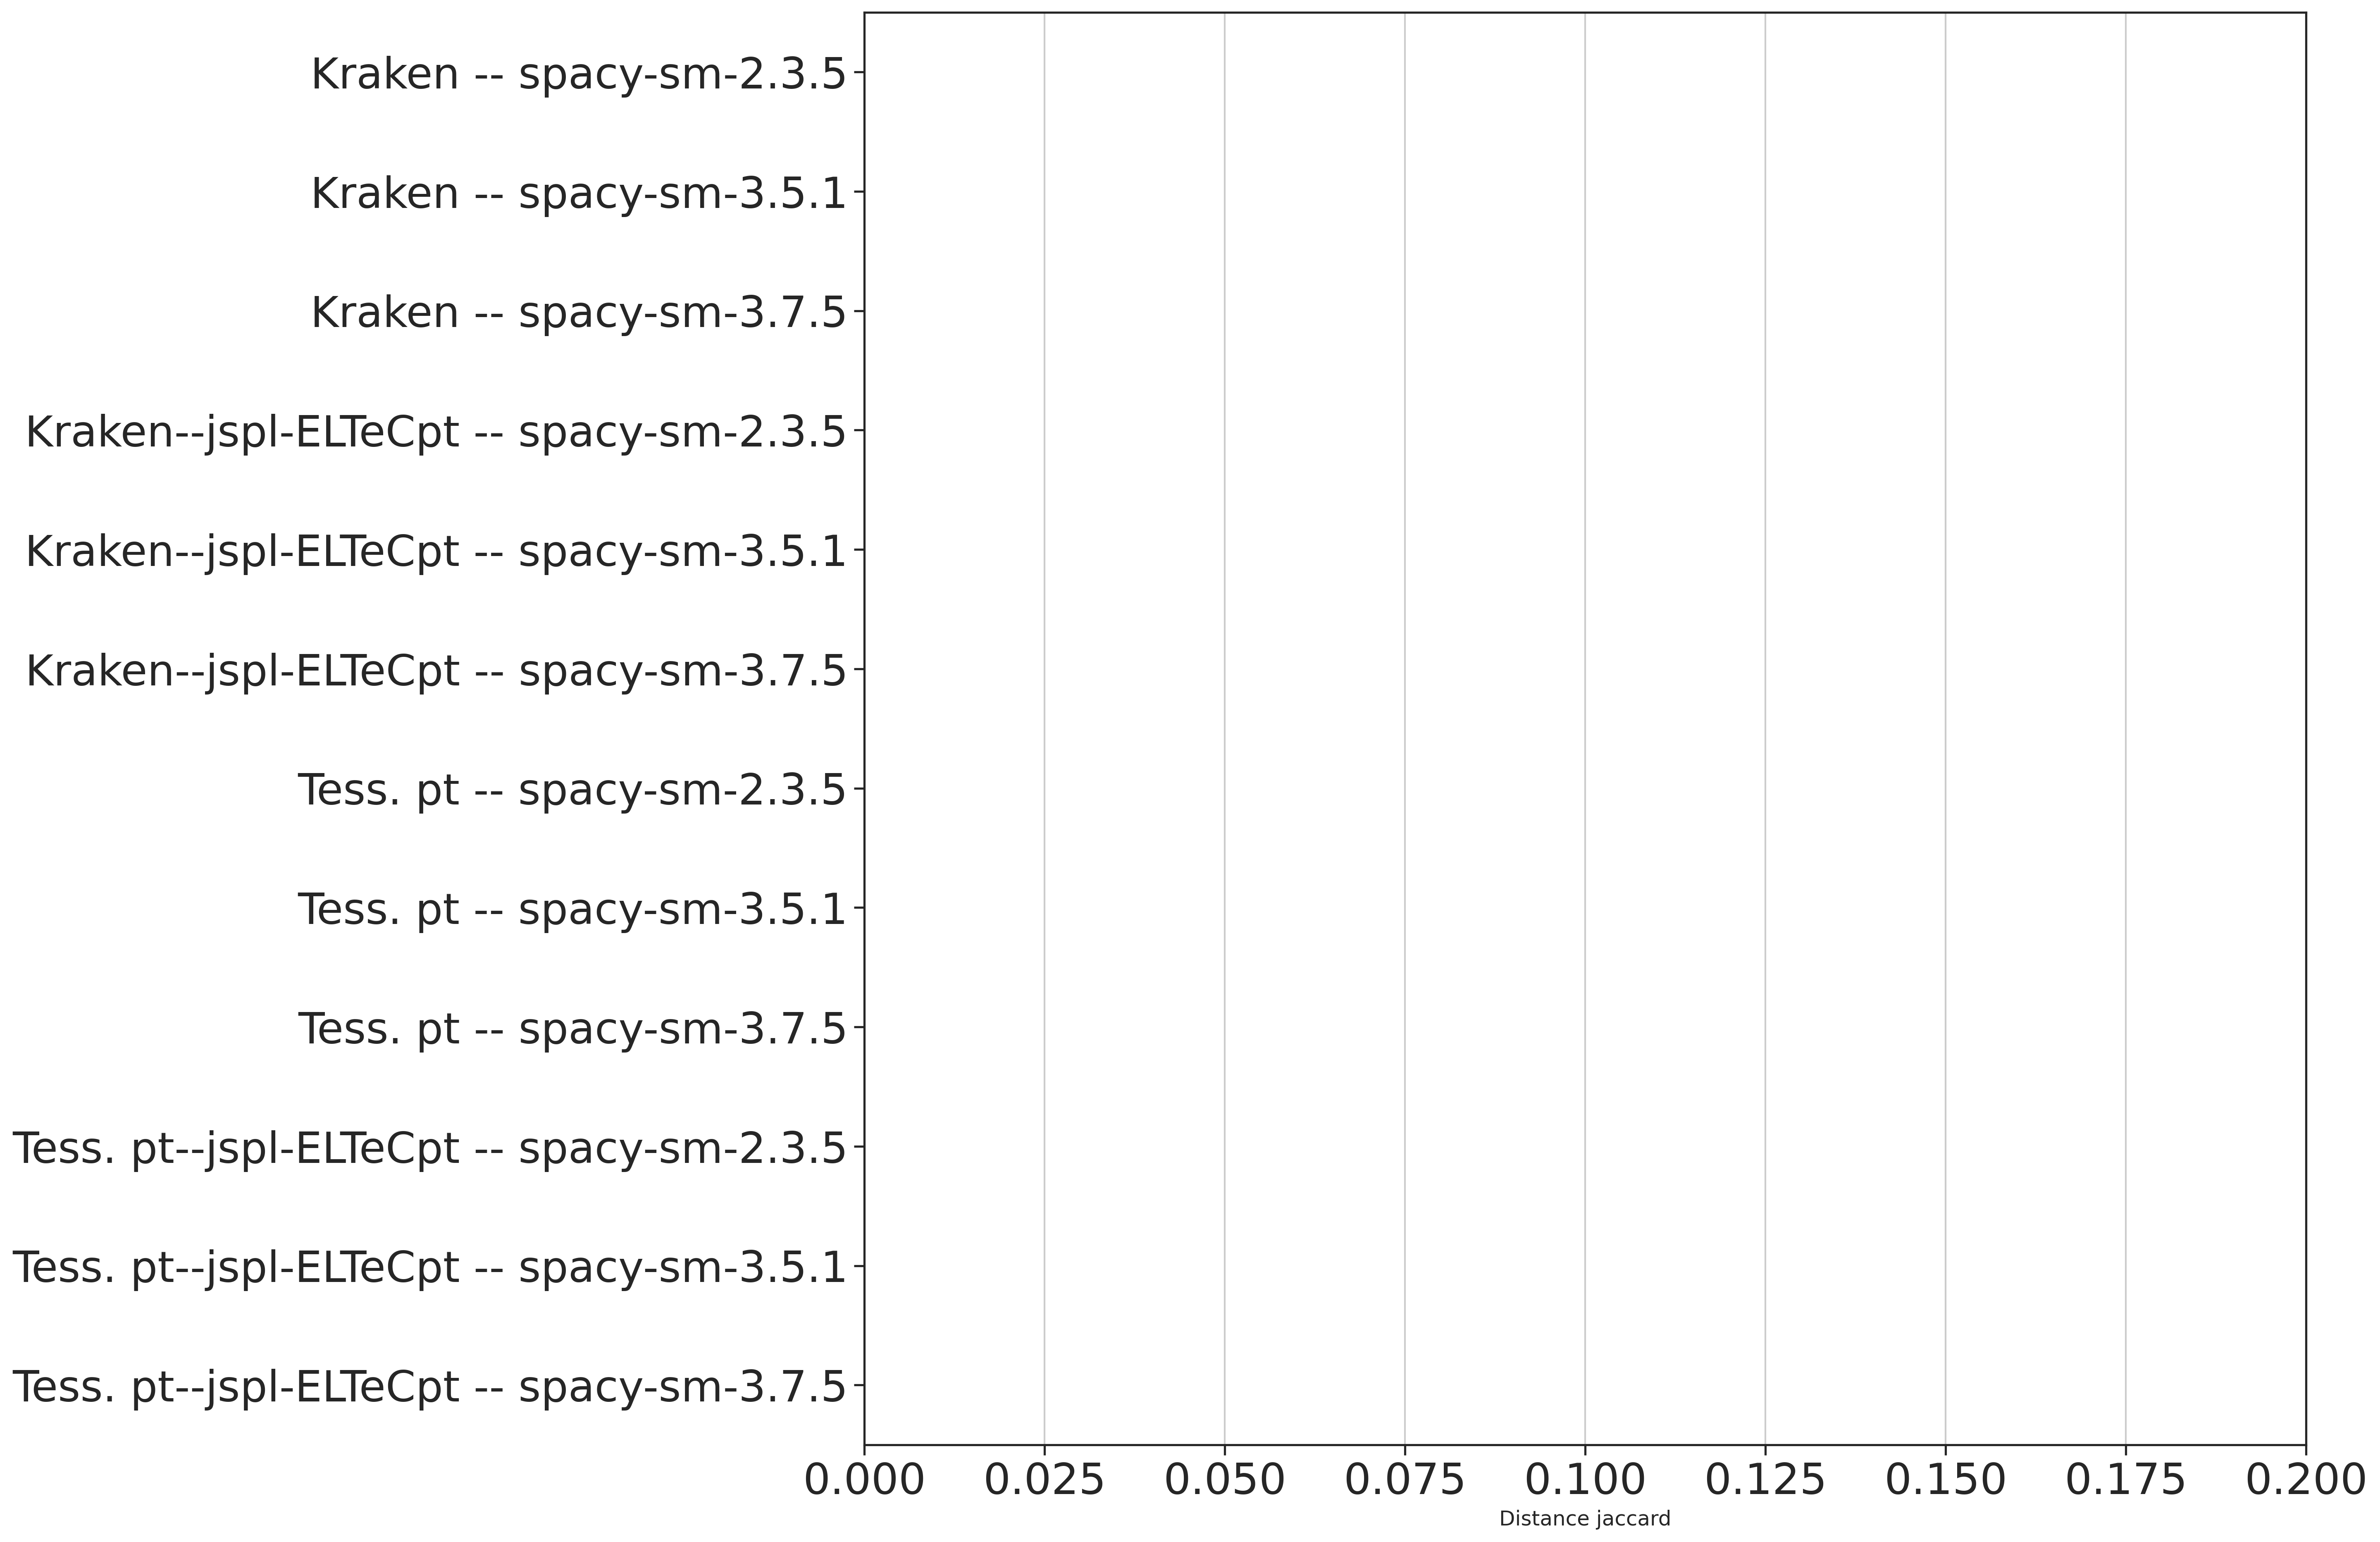 Kraken -- spacy-sm-2.3.5
Kraken -- spacy-sm-3.5.1
Kraken -- spacy-sm-3.7.5
Kraken--jspl-ELTeCpt -- spacy-sm-2.3.5
Kraken--jspl-ELTeCpt -- spacy-sm-3.5.1
Kraken--jspl-ELTeCpt -- spacy-sm-3.7.5
Tess. pt -- spacy-sm-2.3.5
Tess. pt -- spacy-sm-3.5.1
Tess. pt -- spacy-sm-3.7.5
Tess. pt--jspl-ELTeCpt -- spacy-sm-2.3.5
Tess. pt--jspl-ELTeCpt -- spacy-sm-3.5.1
Tess. pt--jspl-ELTeCpt -- spacy-sm-3.7.5
0.000 0.025 0.050 0.075 0.100 0.125 0.150 0.175 0.200
Distance jaccard